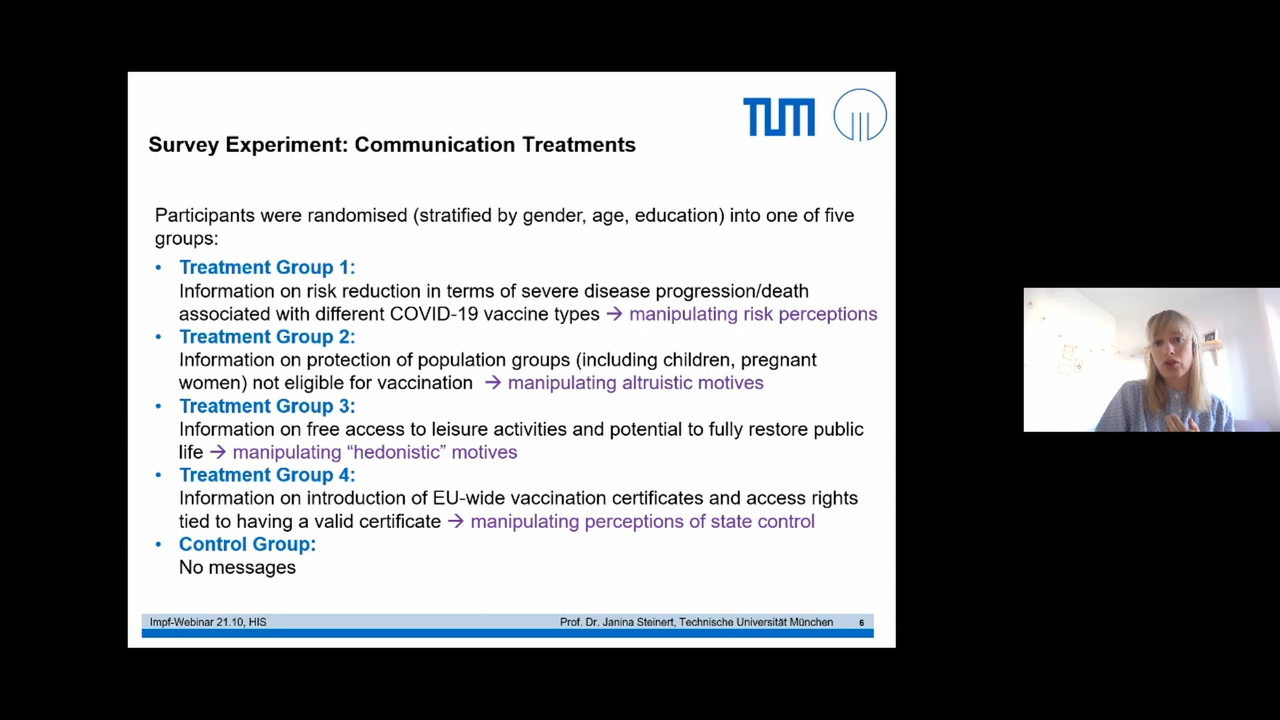 TUM
Survey Experiment: Communication Treatments
Participants were randomised (stratified by gender, age, education) into one of five
groups:
• Treatment Group 1:
Information on risk reduction in terms of severe disease progression/death
associated with different COVID-19 vaccine types → manipulating risk perceptions
• Treatment Group 2:
Information on protection of population groups (including children, pregnant
women) not eligible for vaccination → manipulating altruistic motives
• Treatment Group 3:
Information on free access to leisure activities and potential to fully restore public
life → manipulating “hedonistic” motives
• Treatment Group 4:
Information on introduction of EU-wide vaccination certificates and access rights
tied to having a valid certificate → manipulating perceptions of state control
• Control Group:
No messages
Impf-Webinar 21.10, HIS Prof. Dr. Janina Steinert, Technische Universität München 6